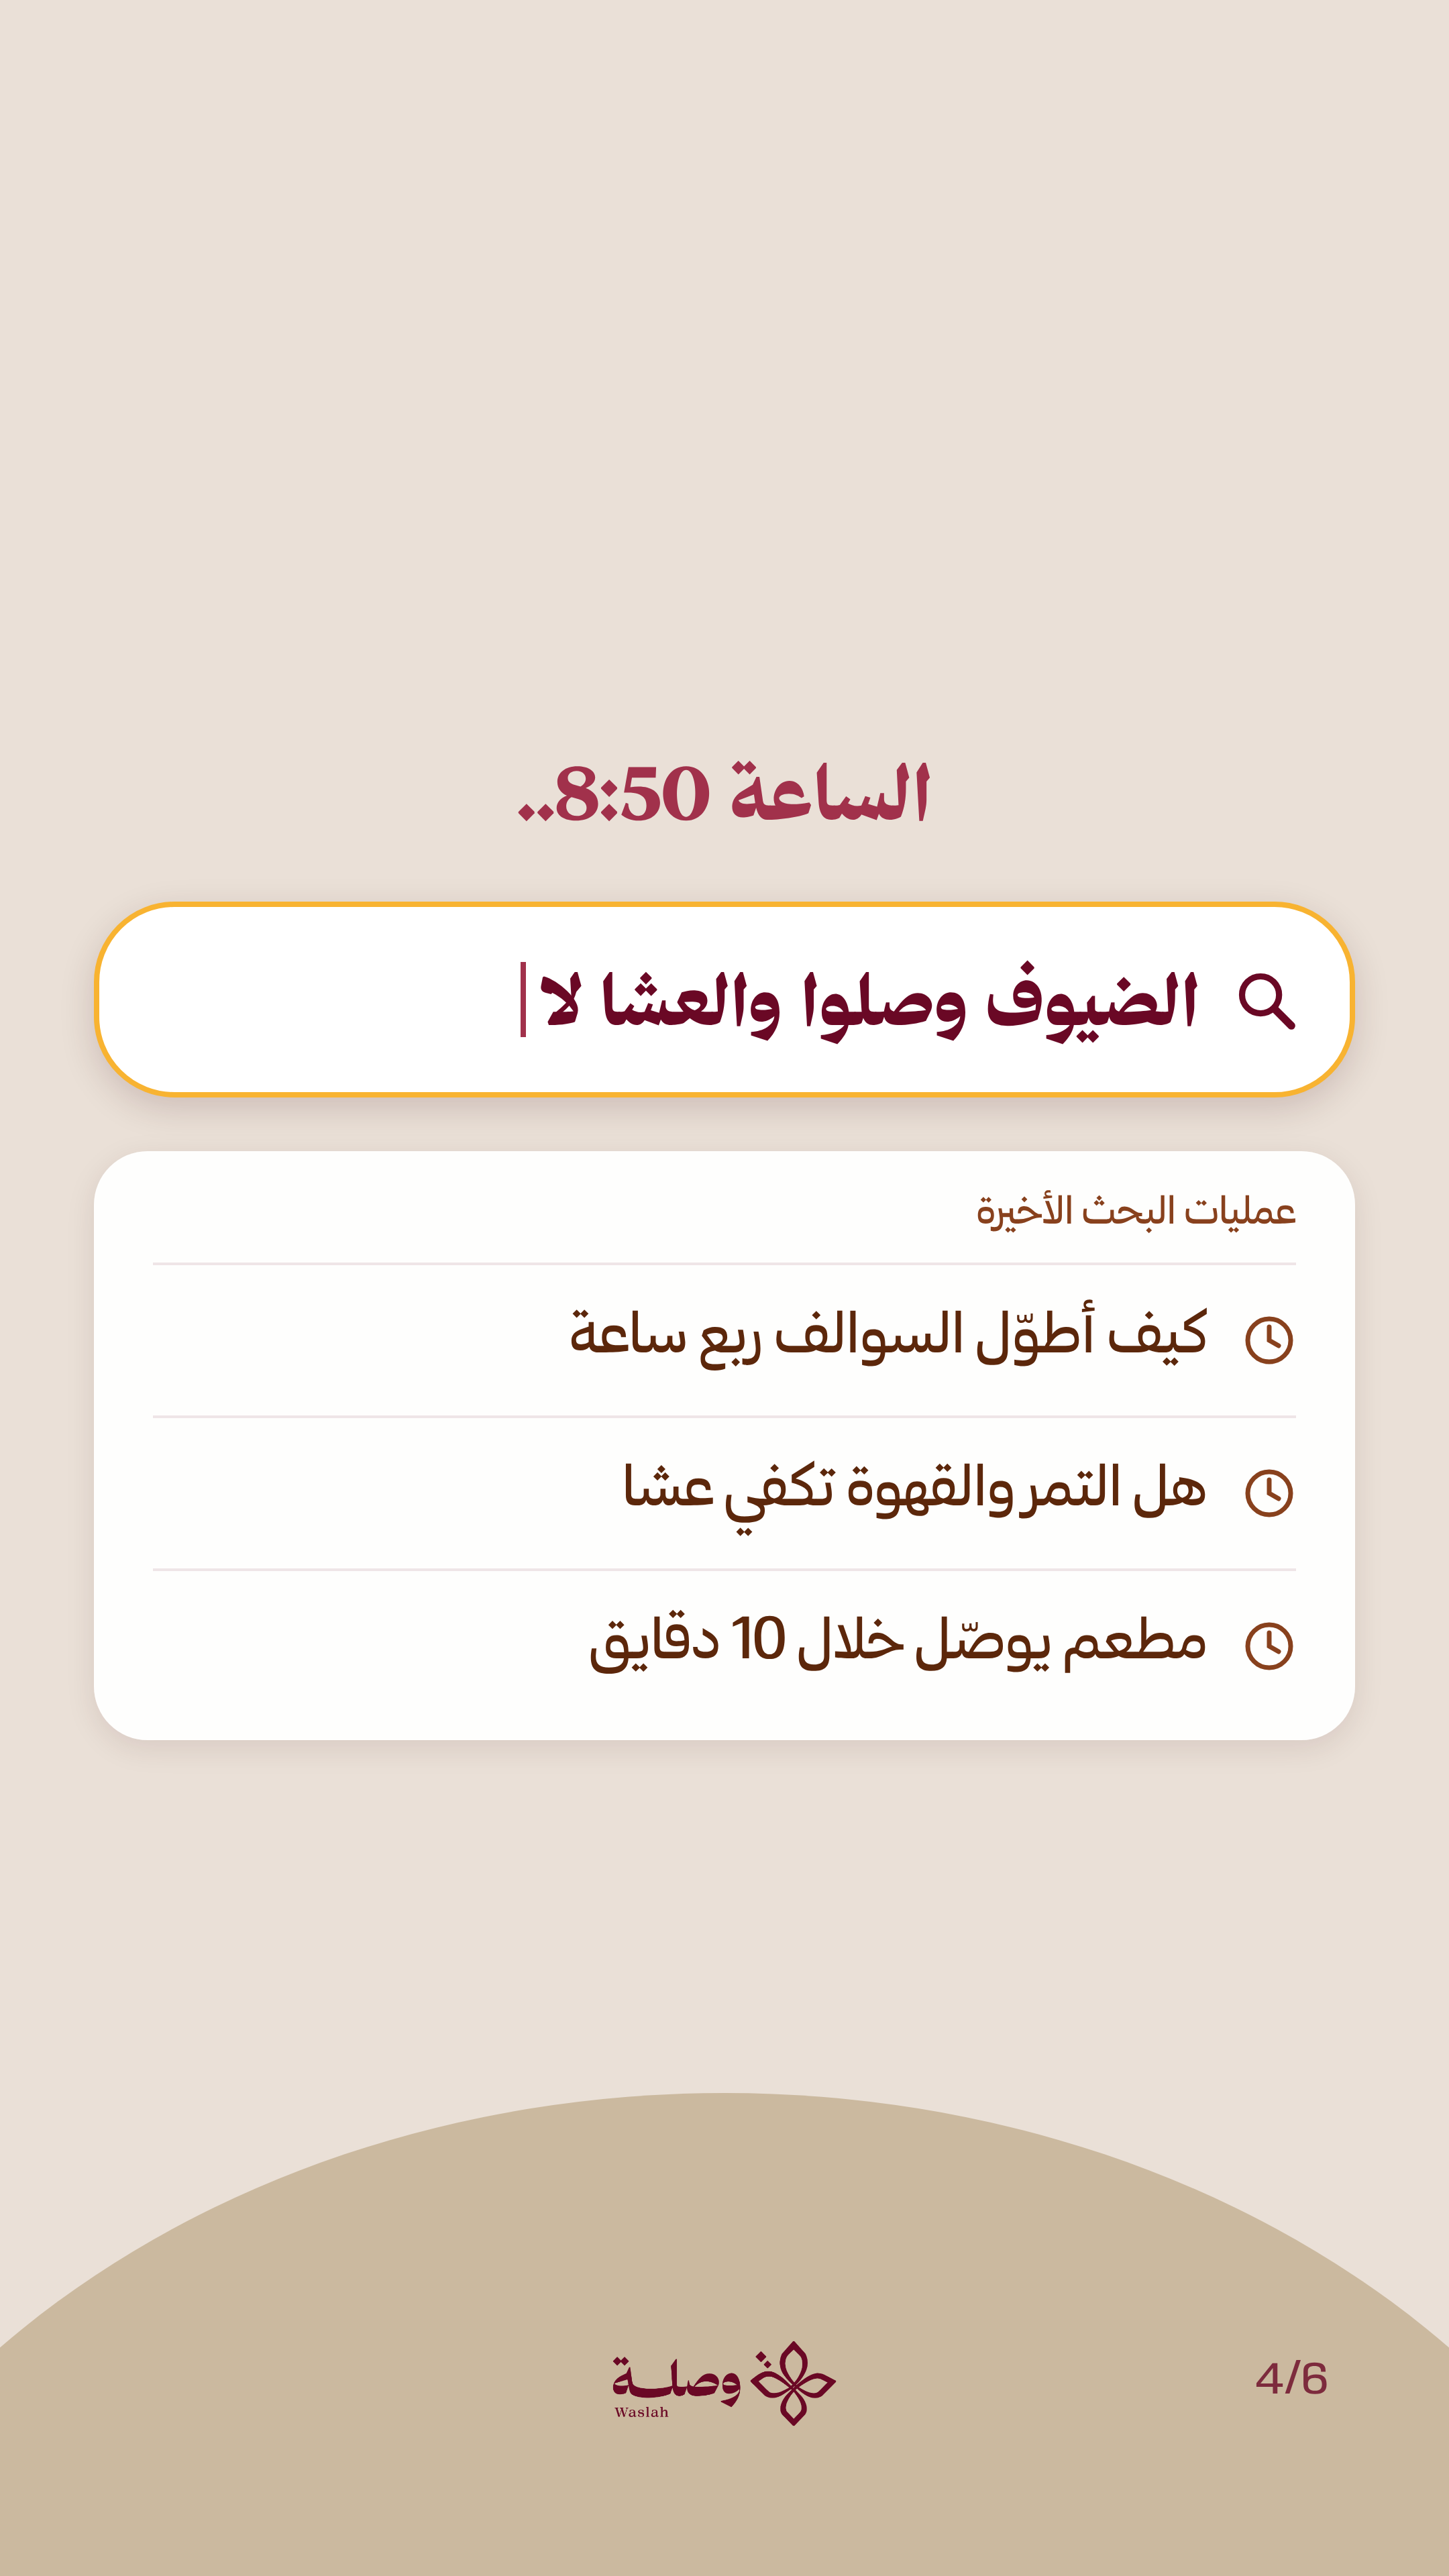 الساعة 8:50..
الضيوف وصلوا والعشا لا
عمليات البحث الأخيرة
كيف أطوّل السوالف ربع ساعة
هل التمر والقهوة تكفي عشا
مطعم يوصّل خلال 10 دقايق
وصلة
Waslah
4/6